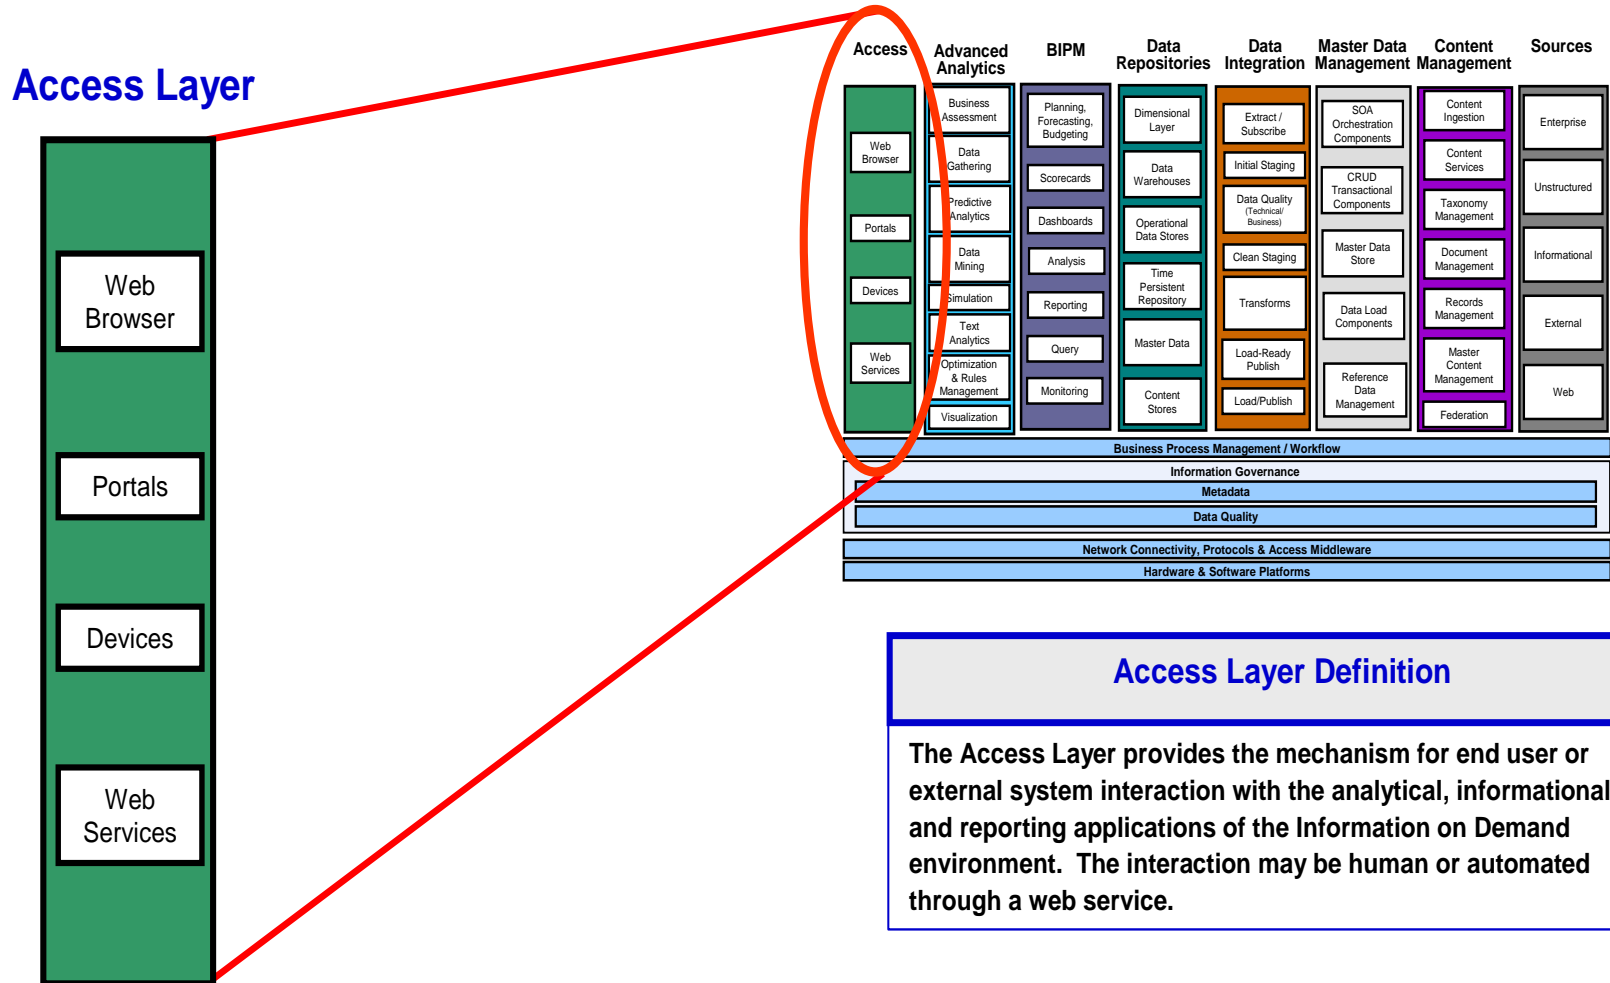 Access Layer
Web
Browser
Portals
Devices
Web
Services
Access
Advanced
Analytics
BIPM
Data
Repositories
Data
Integration
Master Data
Management
Content
Management
Sources
Web
Browser
Portals
Devices
Web
Services
Business
Assessment
Data
Gathering
Predictive
Analytics
Data
Mining
Simulation
Text
Analytics
Optimization
& Rules
Management
Visualization
Planning,
Forecasting,
Budgeting
Scorecards
Dashboards
Analysis
Reporting
Query
Monitoring
Dimensional
Layer
Data
Warehouses
Operational
Data Stores
Time
Persistent
Repository
Master Data
Content
Stores
Extract /
Subscribe
Initial Staging
Data Quality
(Technical/
Business)
Clean Staging
Transforms
Load-Ready
Publish
Load/Publish
SOA
Orchestration
Components
CRUD
Transactional
Components
Master Data
Store
Data Load
Components
Reference
Data
Management
Content
Ingestion
Content
Services
Taxonomy
Management
Document
Management
Records
Management
Master
Content
Management
Federation
Enterprise
Unstructured
Informational
External
Web
Business Process Management / Workflow
Information Governance
Metadata
Data Quality
Network Connectivity, Protocols & Access Middleware
Hardware & Software Platforms
Access Layer Definition
The Access Layer provides the mechanism for end user or
external system interaction with the analytical, informational
and reporting applications of the Information on Demand
environment.  The interaction may be human or automated
through a web service.